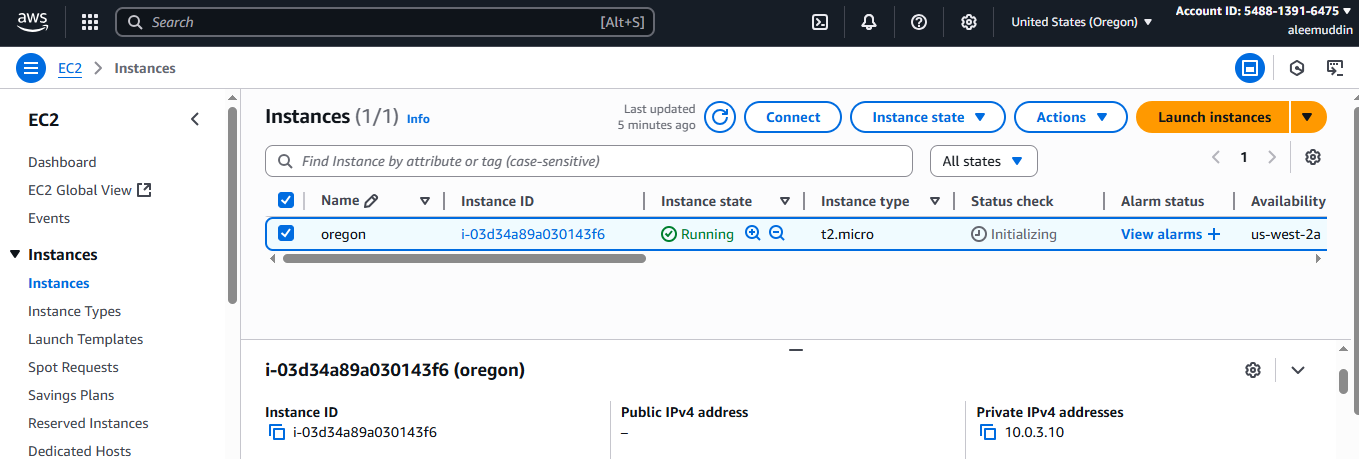 aws
Search [Alt+S]
United States (Oregon)
Account ID: 5488-1391-6475
aleemuddin
EC2 > Instances
EC2
Dashboard
EC2 Global View
Events
Instances
Instances
Instance Types
Launch Templates
Spot Requests
Savings Plans
Reserved Instances
Dedicated Hosts
Instances (1/1) Info
Last updated
5 minutes ago
Connect
Instance state
Actions
Launch instances
Find Instance by attribute or tag (case-sensitive)
All states
1
Name Instance ID Instance state Instance type Status check Alarm status Availability
oregon i-03d34a89a030143f6 Running t2.micro Initializing View alarms + us-west-2a
i-03d34a89a030143f6 (oregon)
Instance ID
i-03d34a89a030143f6
Public IPv4 address
–
Private IPv4 addresses
10.0.3.10